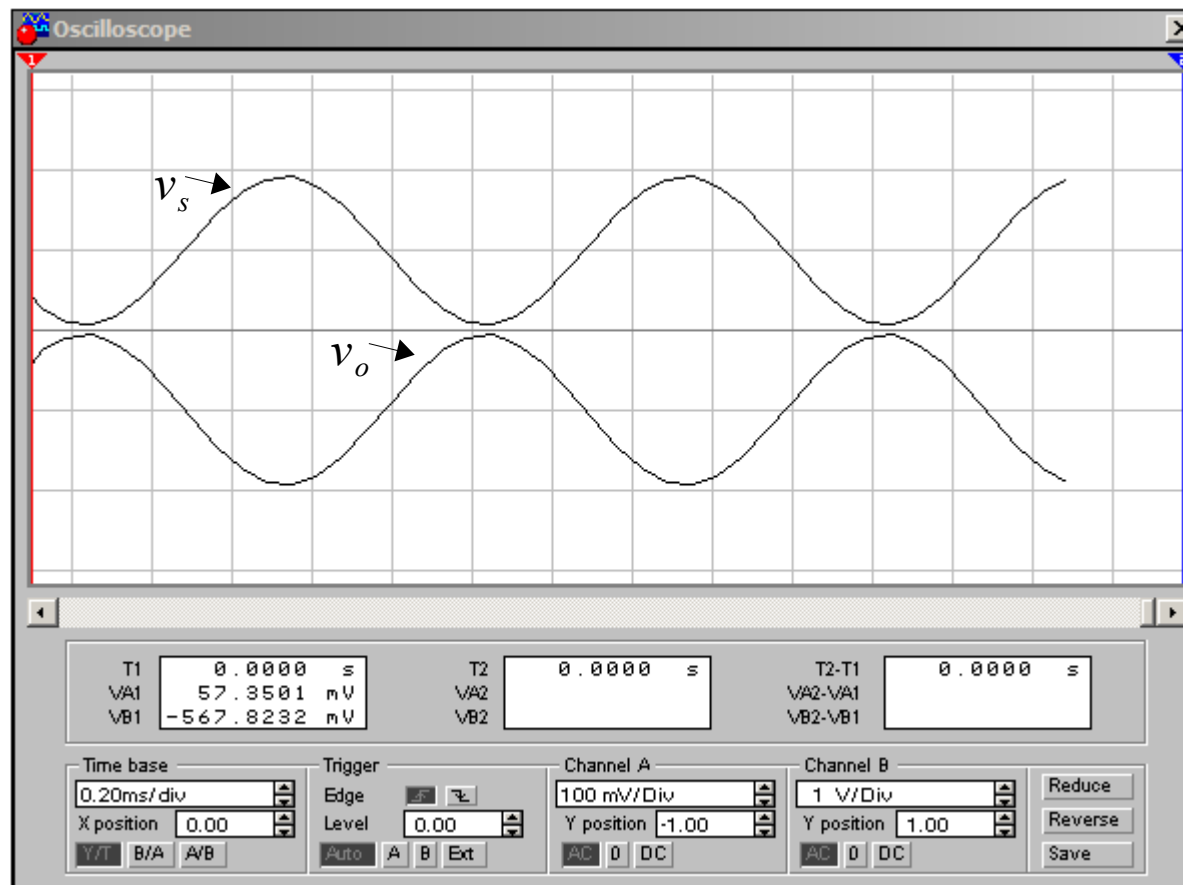 Oscilloscope
1
v_s
v_o
T1 0.0000 s
VA1 57.3501 mV
VB1 -567.8232 mV
T2 0.0000 s
VA2
VB2
T2-T1 0.0000 s
VA2-VA1
VB2-VB1
Time base
0.20ms/div
X position 0.00
Y/T B/A A/B
Trigger
Edge
Level 0.00
Auto A B Ext
Channel A
100 mV/Div
Y position -1.00
AC 0 DC
Channel B
1 V/Div
Y position 1.00
AC 0 DC
Reduce
Reverse
Save